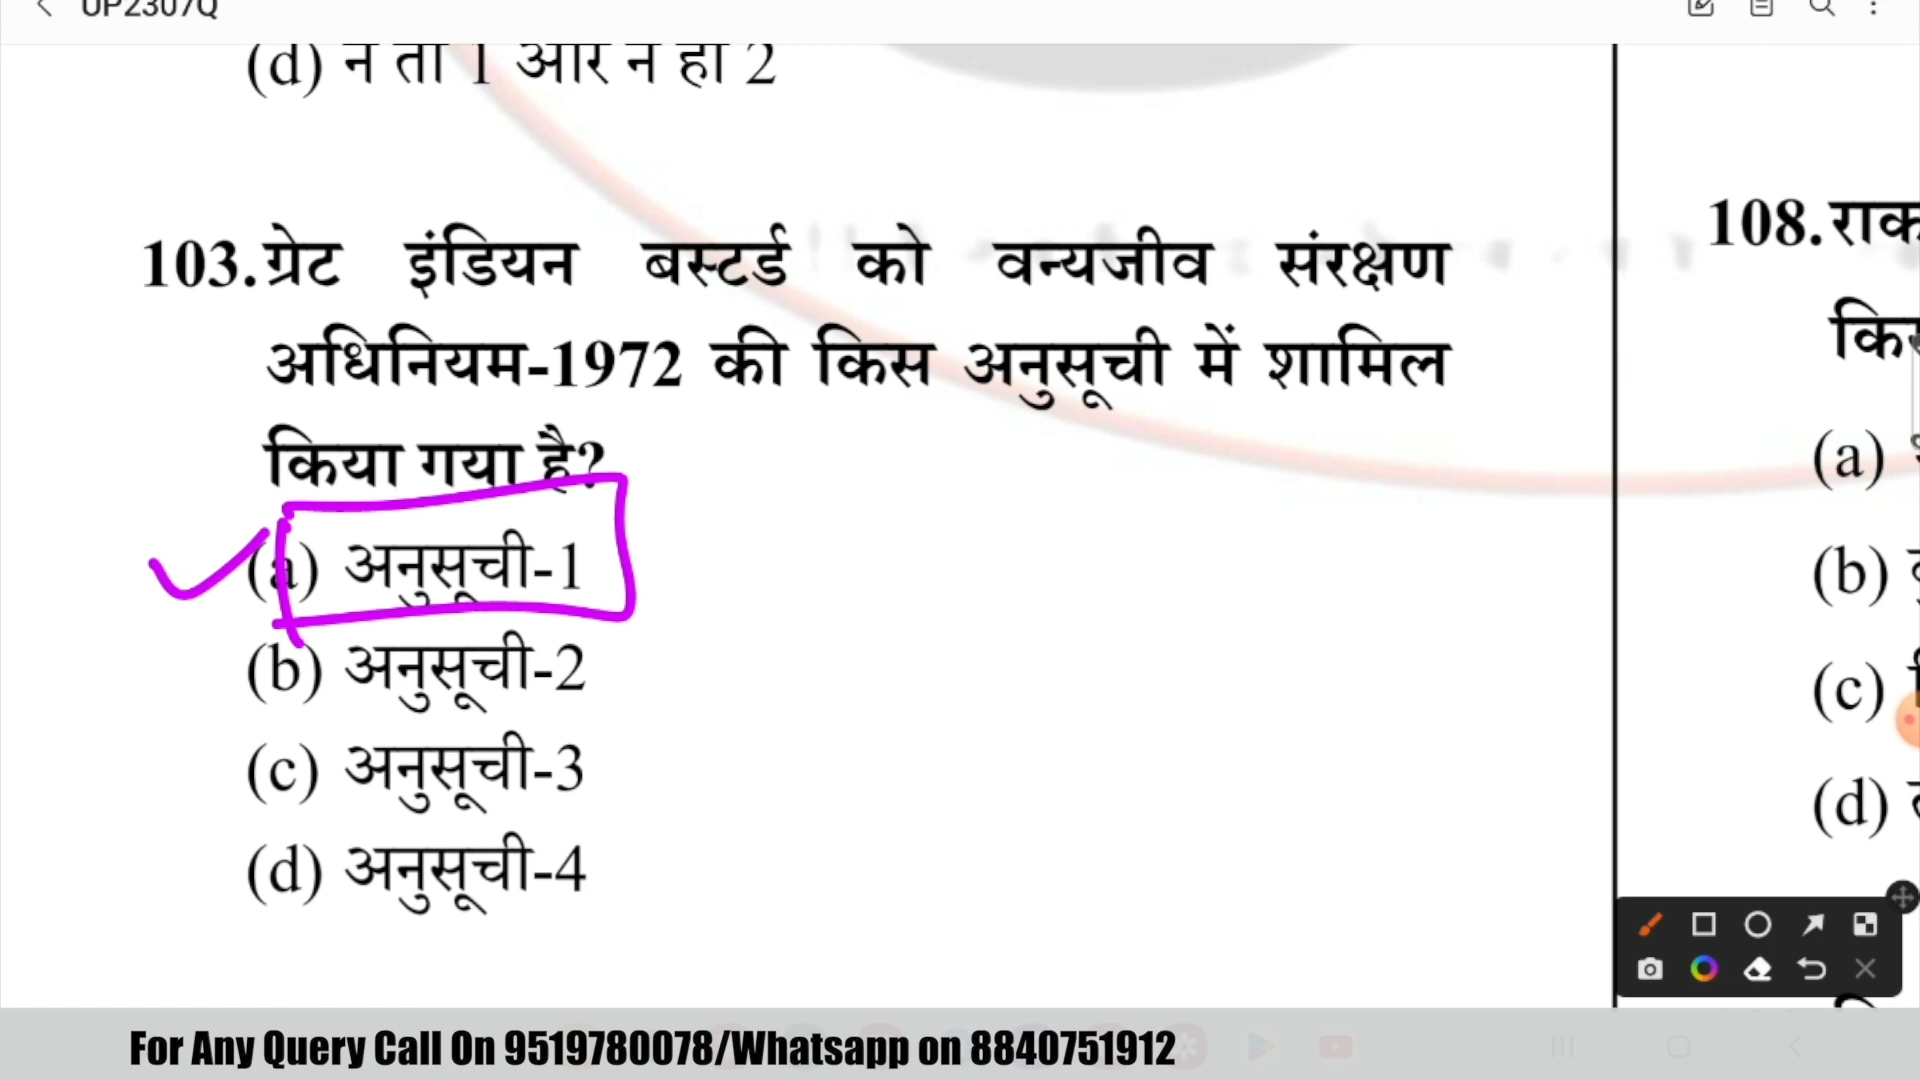 UP2307Q
(d) न तो 1 और न ही 2
103. ग्रेट इंडियन बस्टर्ड को वन्यजीव संरक्षण
अधिनियम-1972 की किस अनुसूची में शामिल
किया गया है?
(a) अनुसूची-1
(b) अनुसूची-2
(c) अनुसूची-3
(d) अनुसूची-4
108.
(a)
(b)
(c)
(d)
For Any Query Call On 9519780078/Whatsapp on 8840751912